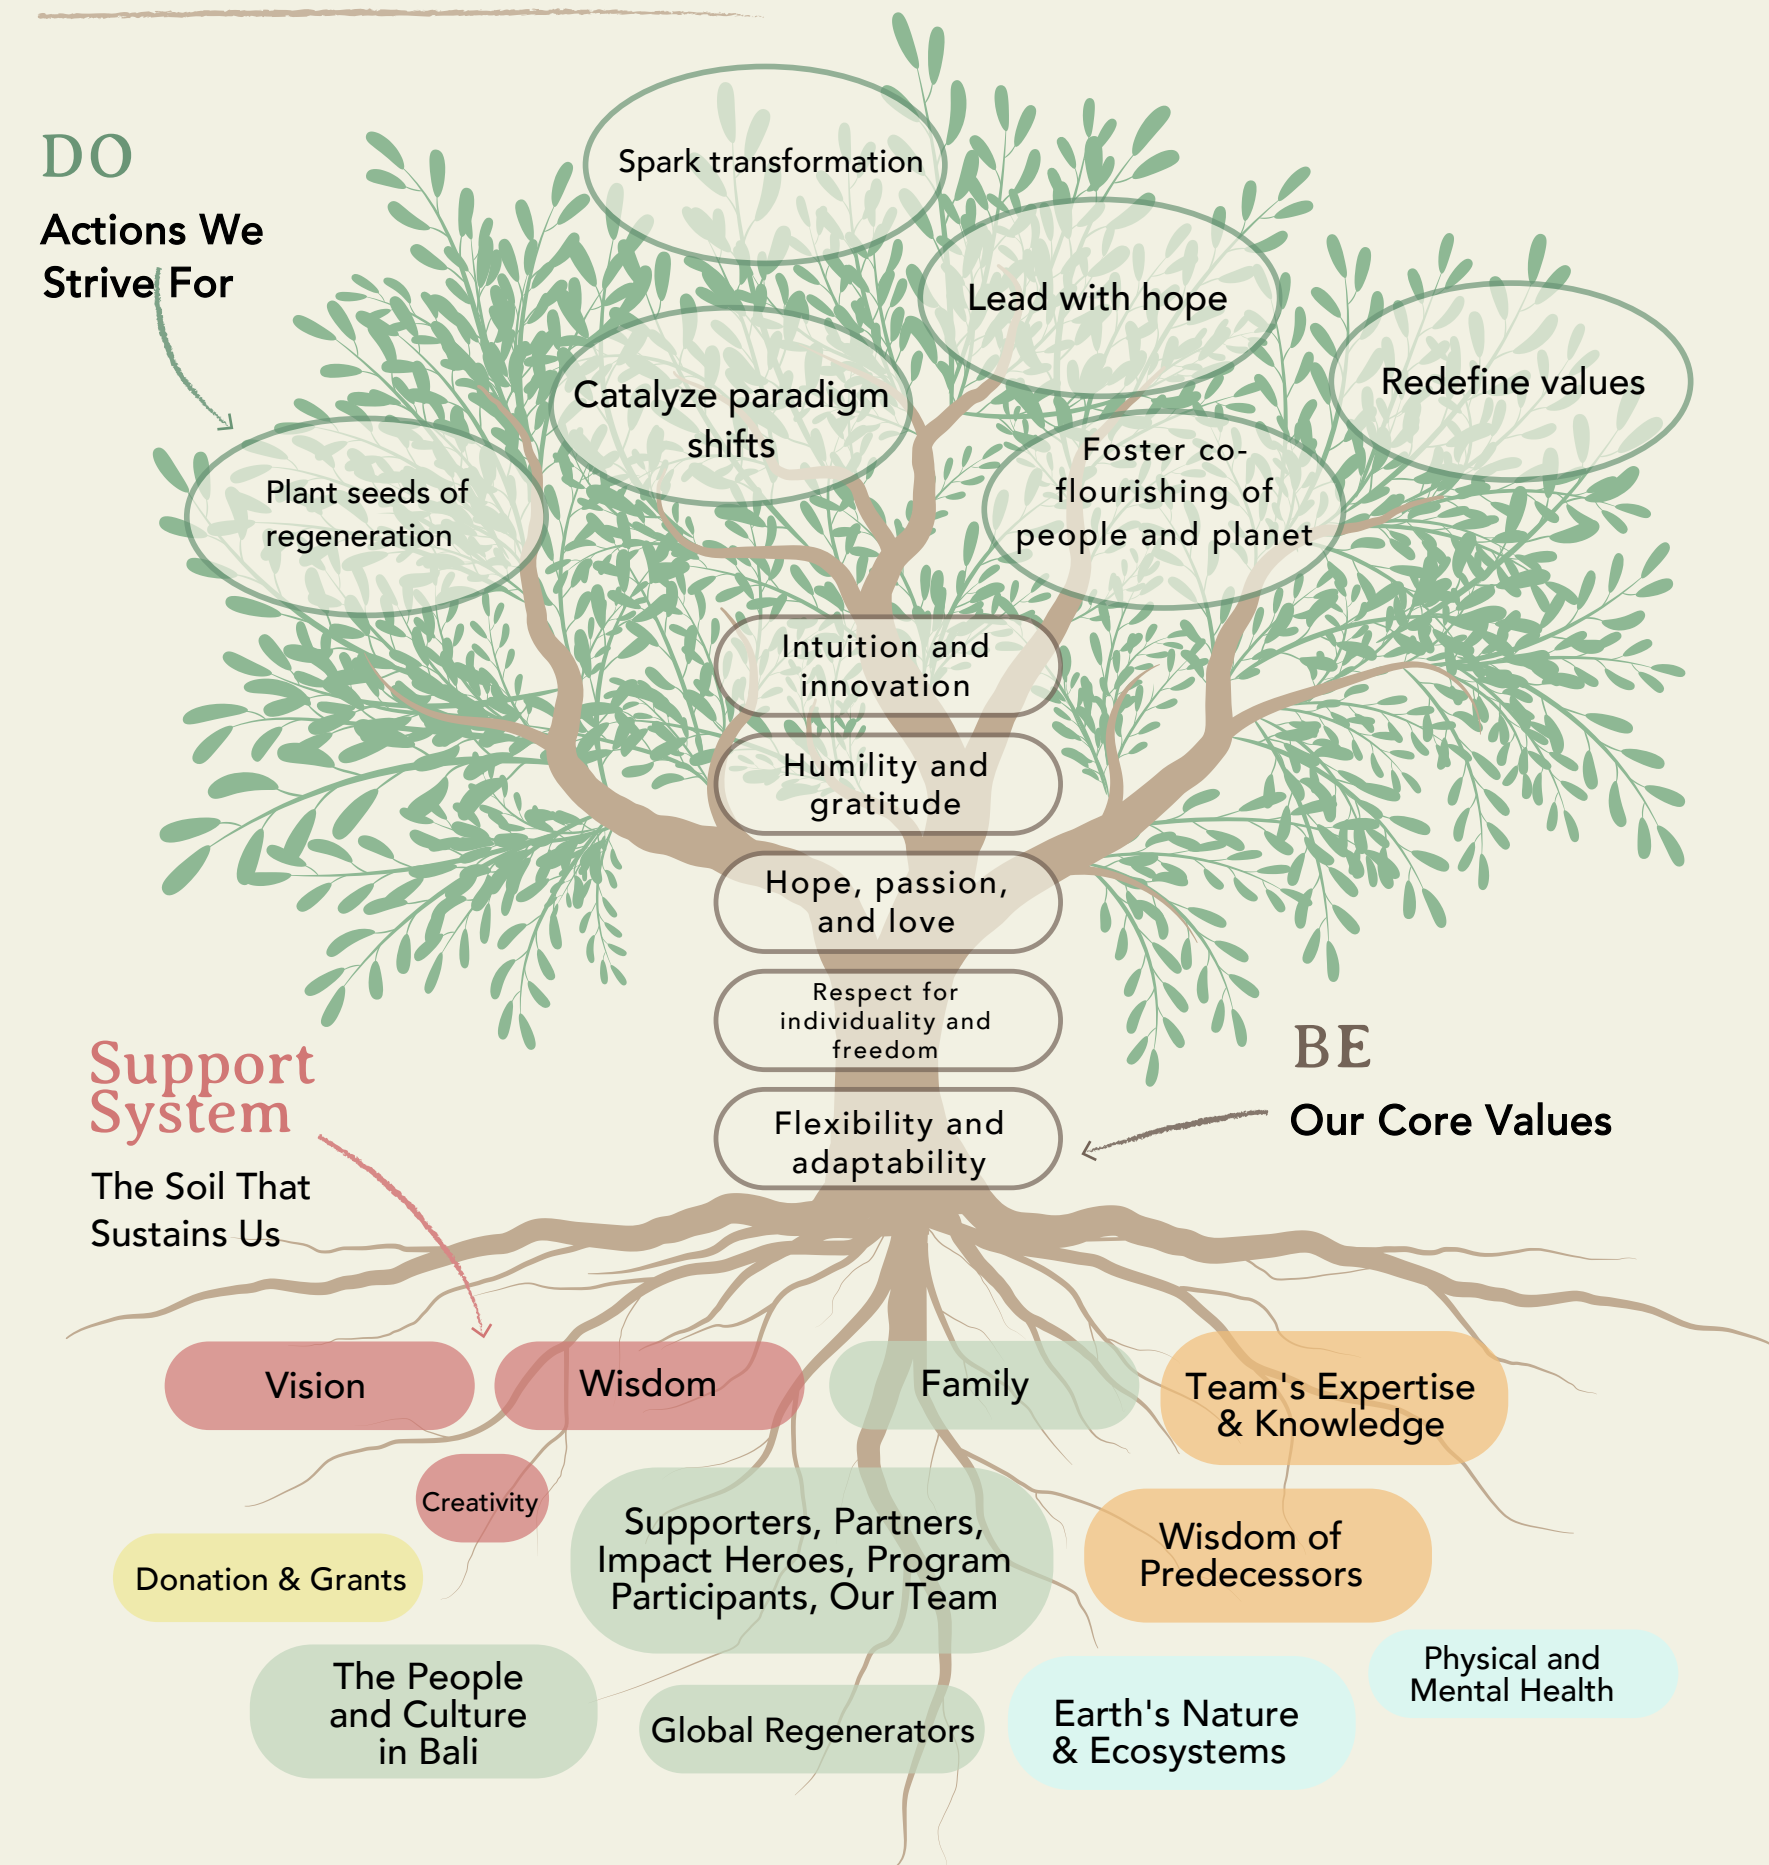 DO
Actions We
Strive For
Spark transformation
Lead with hope
Redefine values
Catalyze paradigm
shifts
Foster co-
flourishing of
people and planet
Plant seeds of
regeneration
Intuition and
innovation
Humility and
gratitude
Hope, passion,
and love
Respect for
individuality and
freedom
Flexibility and
adaptability
BE
Our Core Values
Support
System
The Soil That
Sustains Us
Vision
Wisdom
Family
Team's Expertise
& Knowledge
Creativity
Supporters, Partners,
Impact Heroes, Program
Participants, Our Team
Wisdom of
Predecessors
Donation & Grants
The People
and Culture
in Bali
Global Regenerators
Earth's Nature
& Ecosystems
Physical and
Mental Health